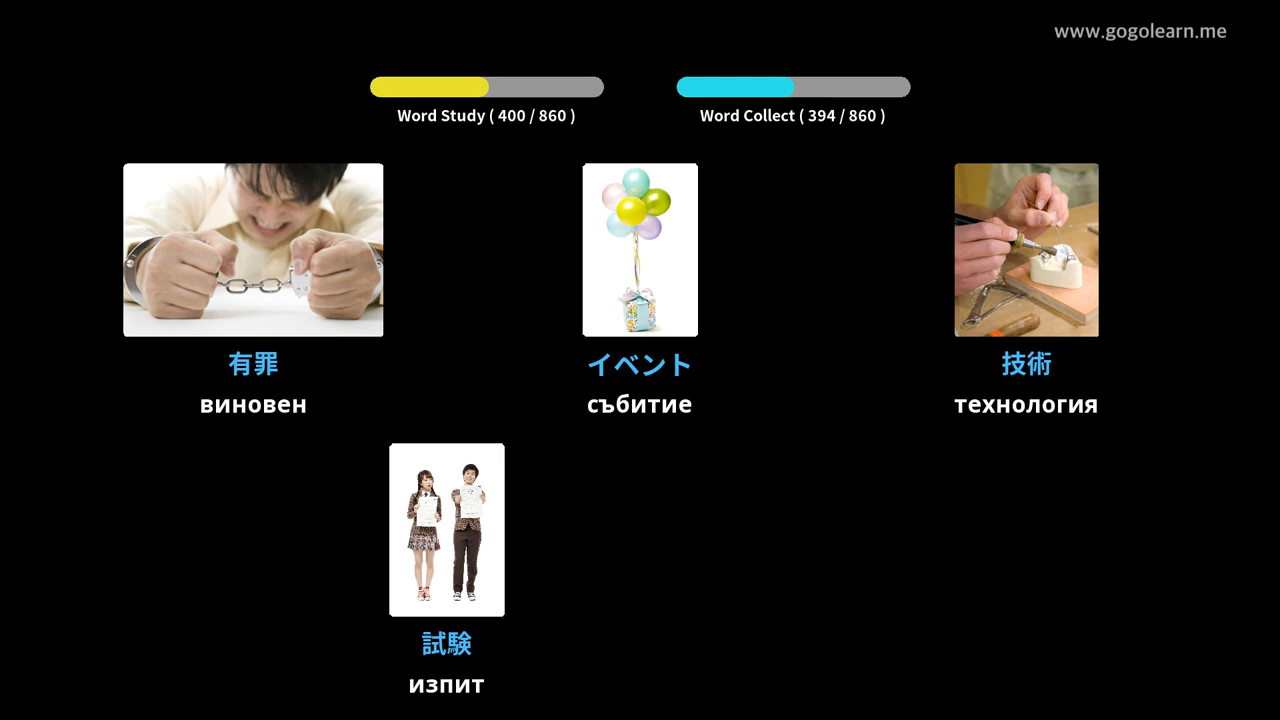 www.gogolearn.me
Word Study ( 400 / 860 )
Word Collect ( 394 / 860 )
有罪
виновен
イベント
събитие
技術
технология
試験
изпит